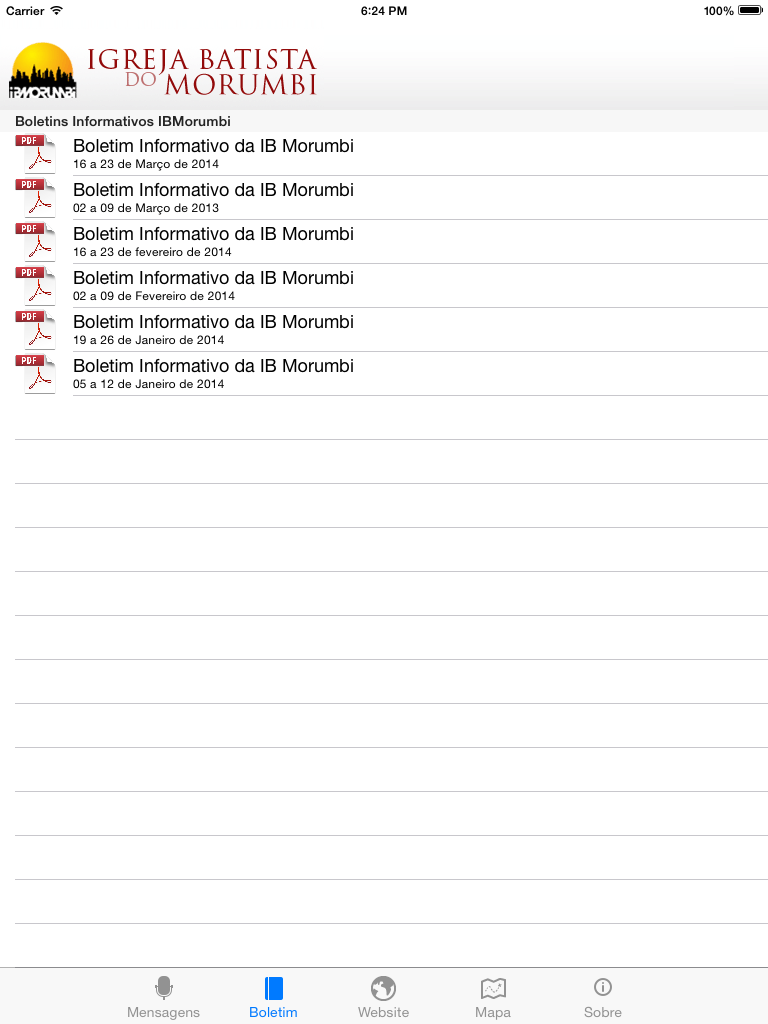 Carrier 6:24 PM 100%
IGREJA BATISTA
DO MORUMBI
IBMORUMBI
Boletins Informativos IBMorumbi
PDF Boletim Informativo da IB Morumbi
16 a 23 de Março de 2014
PDF Boletim Informativo da IB Morumbi
02 a 09 de Março de 2013
PDF Boletim Informativo da IB Morumbi
16 a 23 de fevereiro de 2014
PDF Boletim Informativo da IB Morumbi
02 a 09 de Fevereiro de 2014
PDF Boletim Informativo da IB Morumbi
19 a 26 de Janeiro de 2014
PDF Boletim Informativo da IB Morumbi
05 a 12 de Janeiro de 2014
Mensagens Boletim Website Mapa Sobre